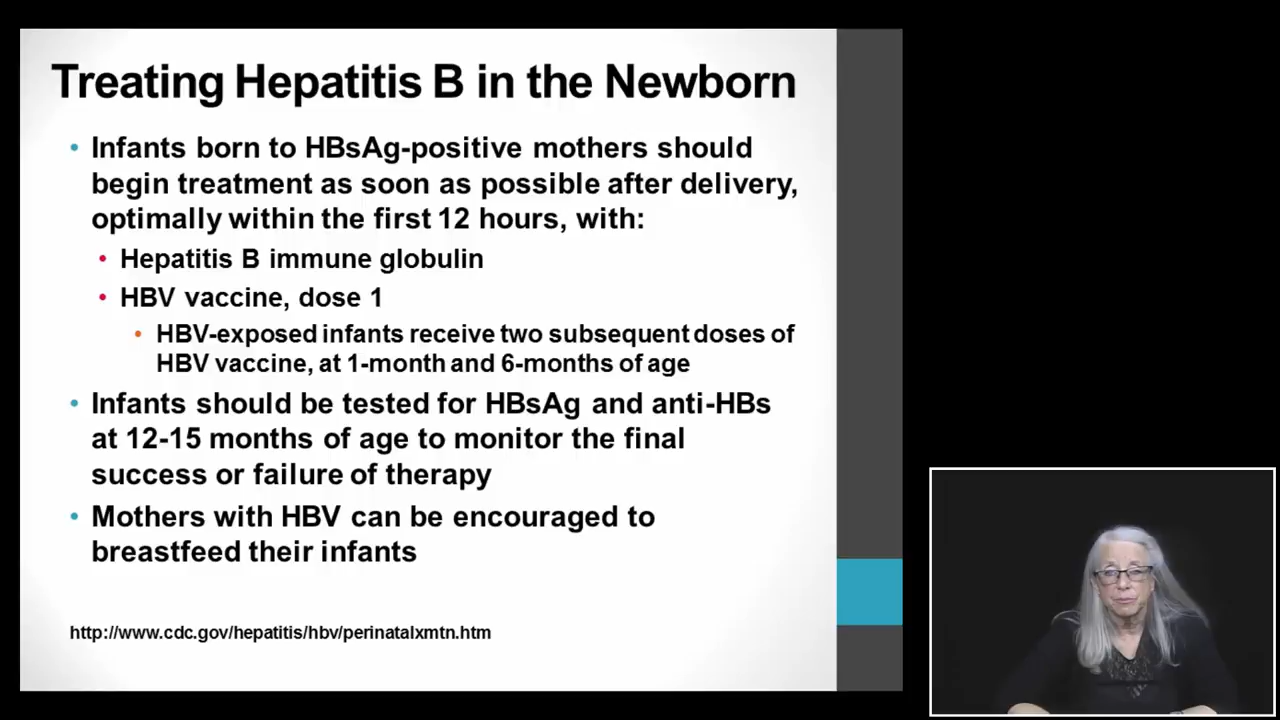 Treating Hepatitis B in the Newborn
• Infants born to HBsAg-positive mothers should
begin treatment as soon as possible after delivery,
optimally within the first 12 hours, with:
• Hepatitis B immune globulin
• HBV vaccine, dose 1
• HBV-exposed infants receive two subsequent doses of
HBV vaccine, at 1-month and 6-months of age
• Infants should be tested for HBsAg and anti-HBs
at 12-15 months of age to monitor the final
success or failure of therapy
• Mothers with HBV can be encouraged to
breastfeed their infants
http://www.cdc.gov/hepatitis/hbv/perinatalxmtn.htm